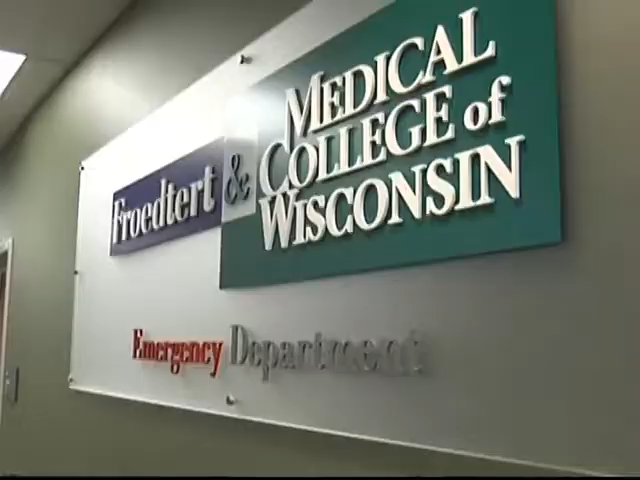 Froedtert & MEDICAL
COLLEGE of
WISCONSIN
Emergency Department